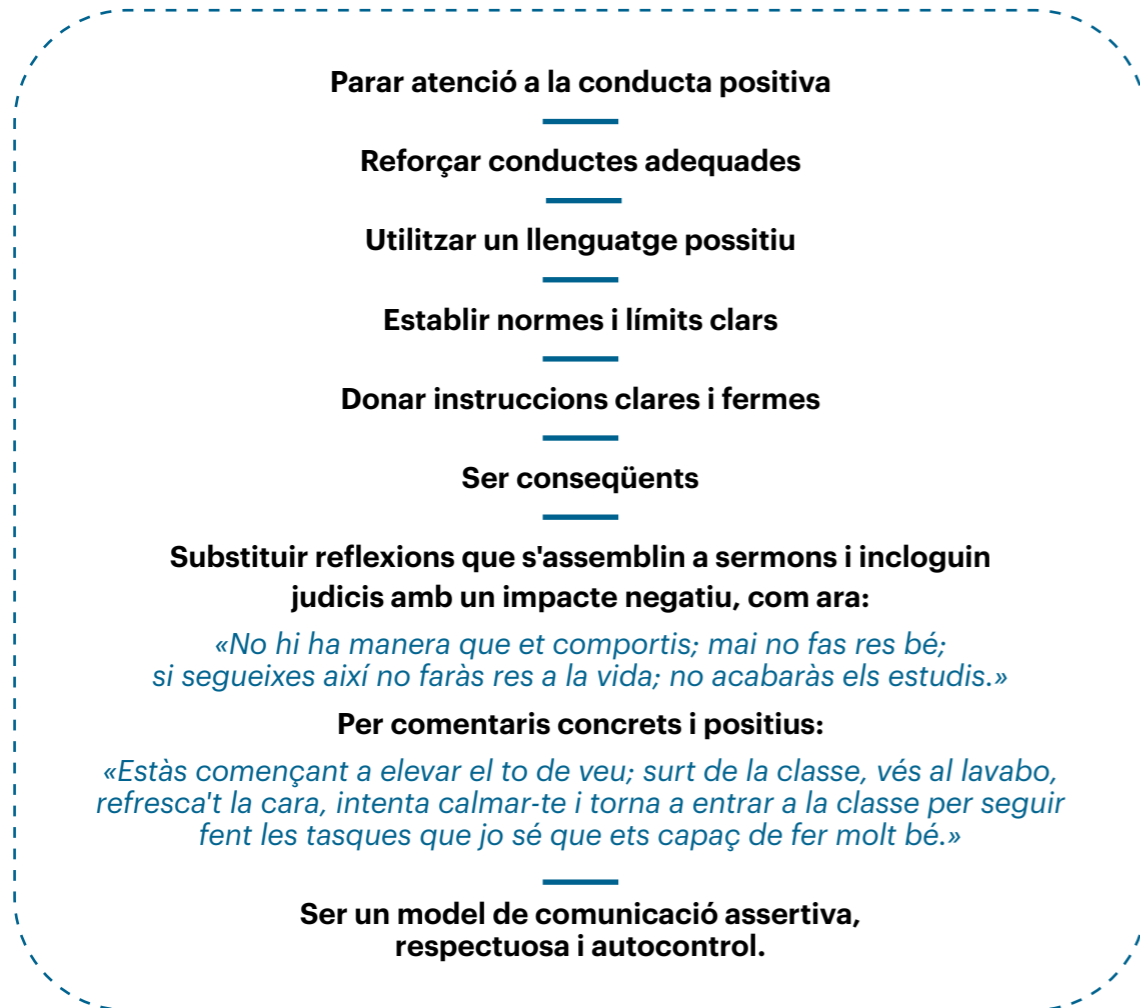 Parar atenció a la conducta positiva
Reforçar conductes adequades
Utilitzar un llenguatge possitiu
Establir normes i límits clars
Donar instruccions clares i fermes
Ser conseqüents
Substituir reflexions que s'assemblin a sermons i incloguin
judicis amb un impacte negatiu, com ara:
«No hi ha manera que et comportis; mai no fas res bé;
si segueixes així no faràs res a la vida; no acabaràs els estudis.»
Per comentaris concrets i positius:
«Estàs començant a elevar el to de veu; surt de la classe, vés al lavabo,
refresca't la cara, intenta calmar-te i torna a entrar a la classe per seguir
fent les tasques que jo sé que ets capaç de fer molt bé.»
Ser un model de comunicació assertiva,
respectuosa i autocontrol.